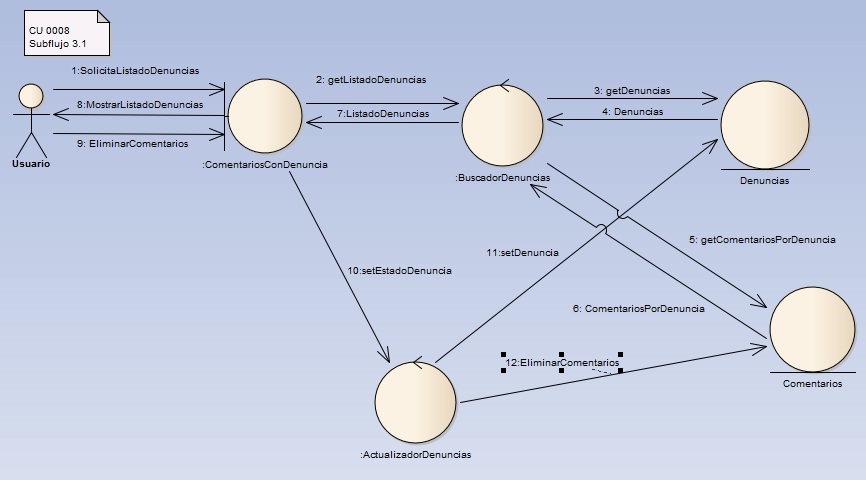 CU 0008
Subflujo 3.1
1:SolicitaListadoDenuncias
8:MostrarListadoDenuncias
9: EliminarComentarios
Usuario
:ComentariosConDenuncia
2: getListadoDenuncias
7:ListadoDenuncias
:BuscadorDenuncias
3: getDenuncias
4: Denuncias
Denuncias
5: getComentariosPorDenuncia
11:setDenuncia
10:setEstadoDenuncia
6: ComentariosPorDenuncia
12:EliminarComentarios
Comentarios
:ActualizadorDenuncias